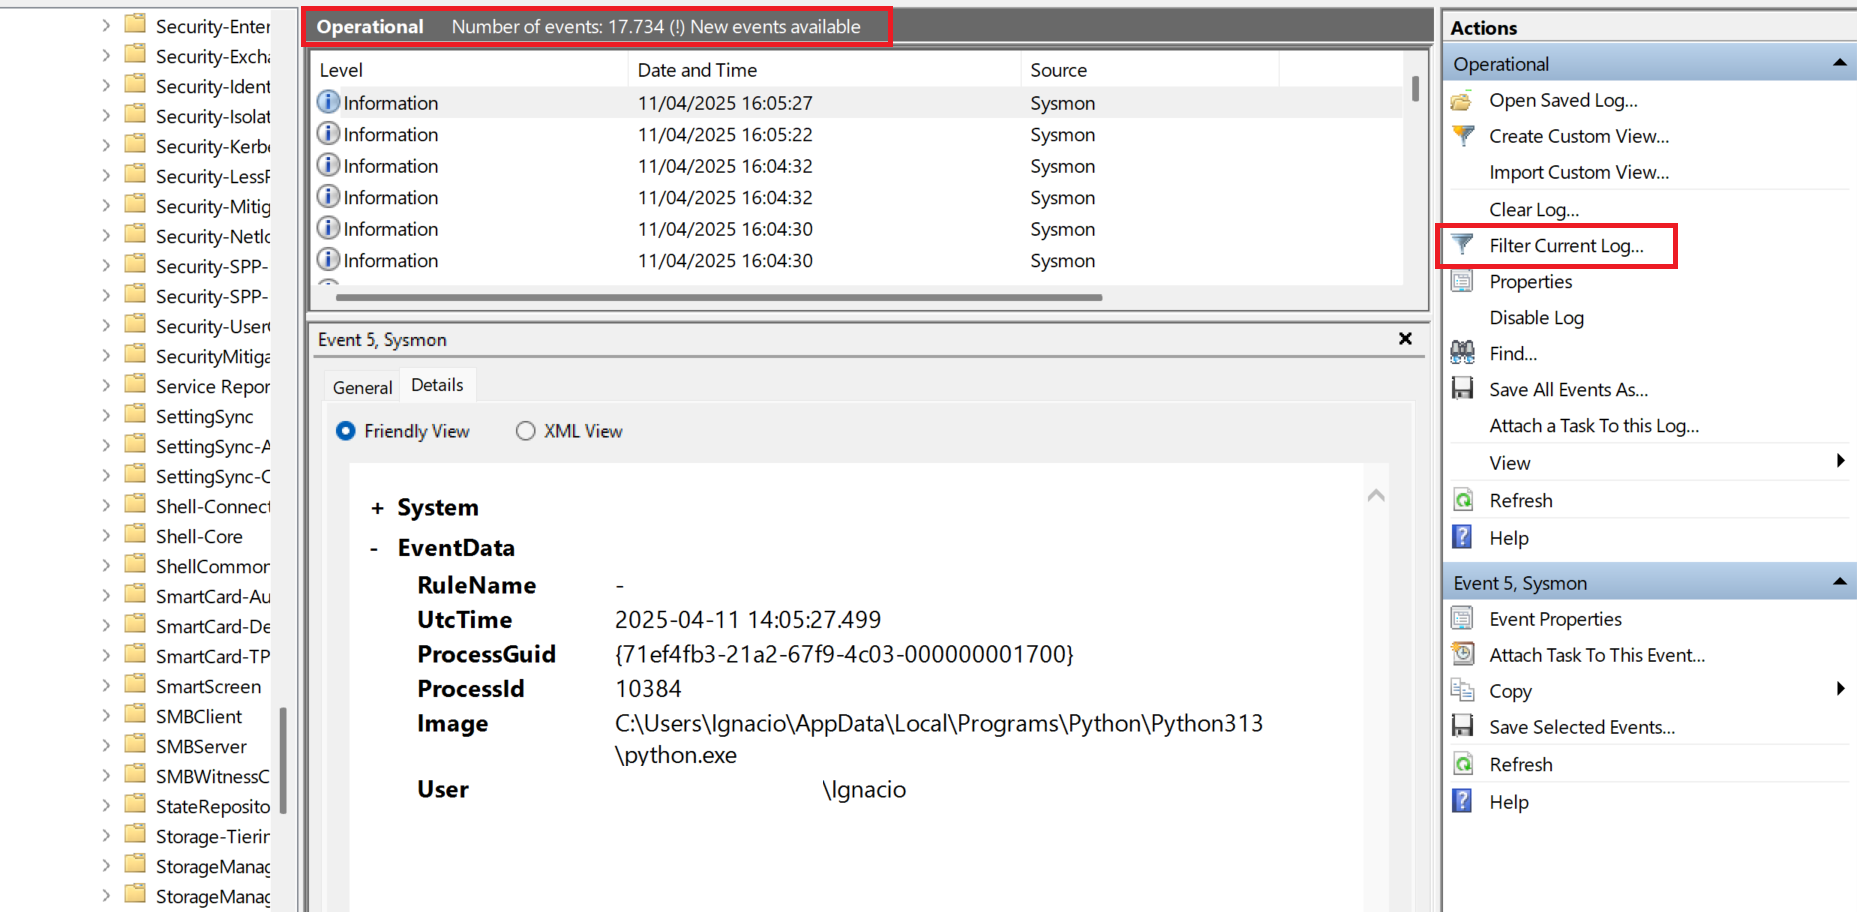 Security-Enter
Security-Excha
Security-Ident
Security-Isolat
Security-Kerbe
Security-LessP
Security-Mitig
Security-Netlo
Security-SPP-
Security-SPP-
Security-User
SecurityMitiga
Service Repor
SettingSync
SettingSync-A
SettingSync-C
Shell-Connect
Shell-Core
ShellCommon
SmartCard-Au
SmartCard-De
SmartCard-TP
SmartScreen
SMBClient
SMBServer
SMBWitnessC
StateReposito
Storage-Tierin
StorageManag
StorageManag
Operational Number of events: 17.734 (!) New events available
Level Date and Time Source
Information 11/04/2025 16:05:27 Sysmon
Information 11/04/2025 16:05:22 Sysmon
Information 11/04/2025 16:04:32 Sysmon
Information 11/04/2025 16:04:32 Sysmon
Information 11/04/2025 16:04:30 Sysmon
Information 11/04/2025 16:04:30 Sysmon
Event 5, Sysmon
General Details
Friendly View XML View
+ System
- EventData
RuleName -
UtcTime 2025-04-11 14:05:27.499
ProcessGuid {71ef4fb3-21a2-67f9-4c03-000000001700}
ProcessId 10384
Image C:\Users\Ignacio\AppData\Local\Programs\Python\Python313
\python.exe
User \Ignacio
Actions
Operational
Open Saved Log...
Create Custom View...
Import Custom View...
Clear Log...
Filter Current Log...
Properties
Disable Log
Find...
Save All Events As...
Attach a Task To this Log...
View
Refresh
Help
Event 5, Sysmon
Event Properties
Attach Task To This Event...
Copy
Save Selected Events...
Refresh
Help